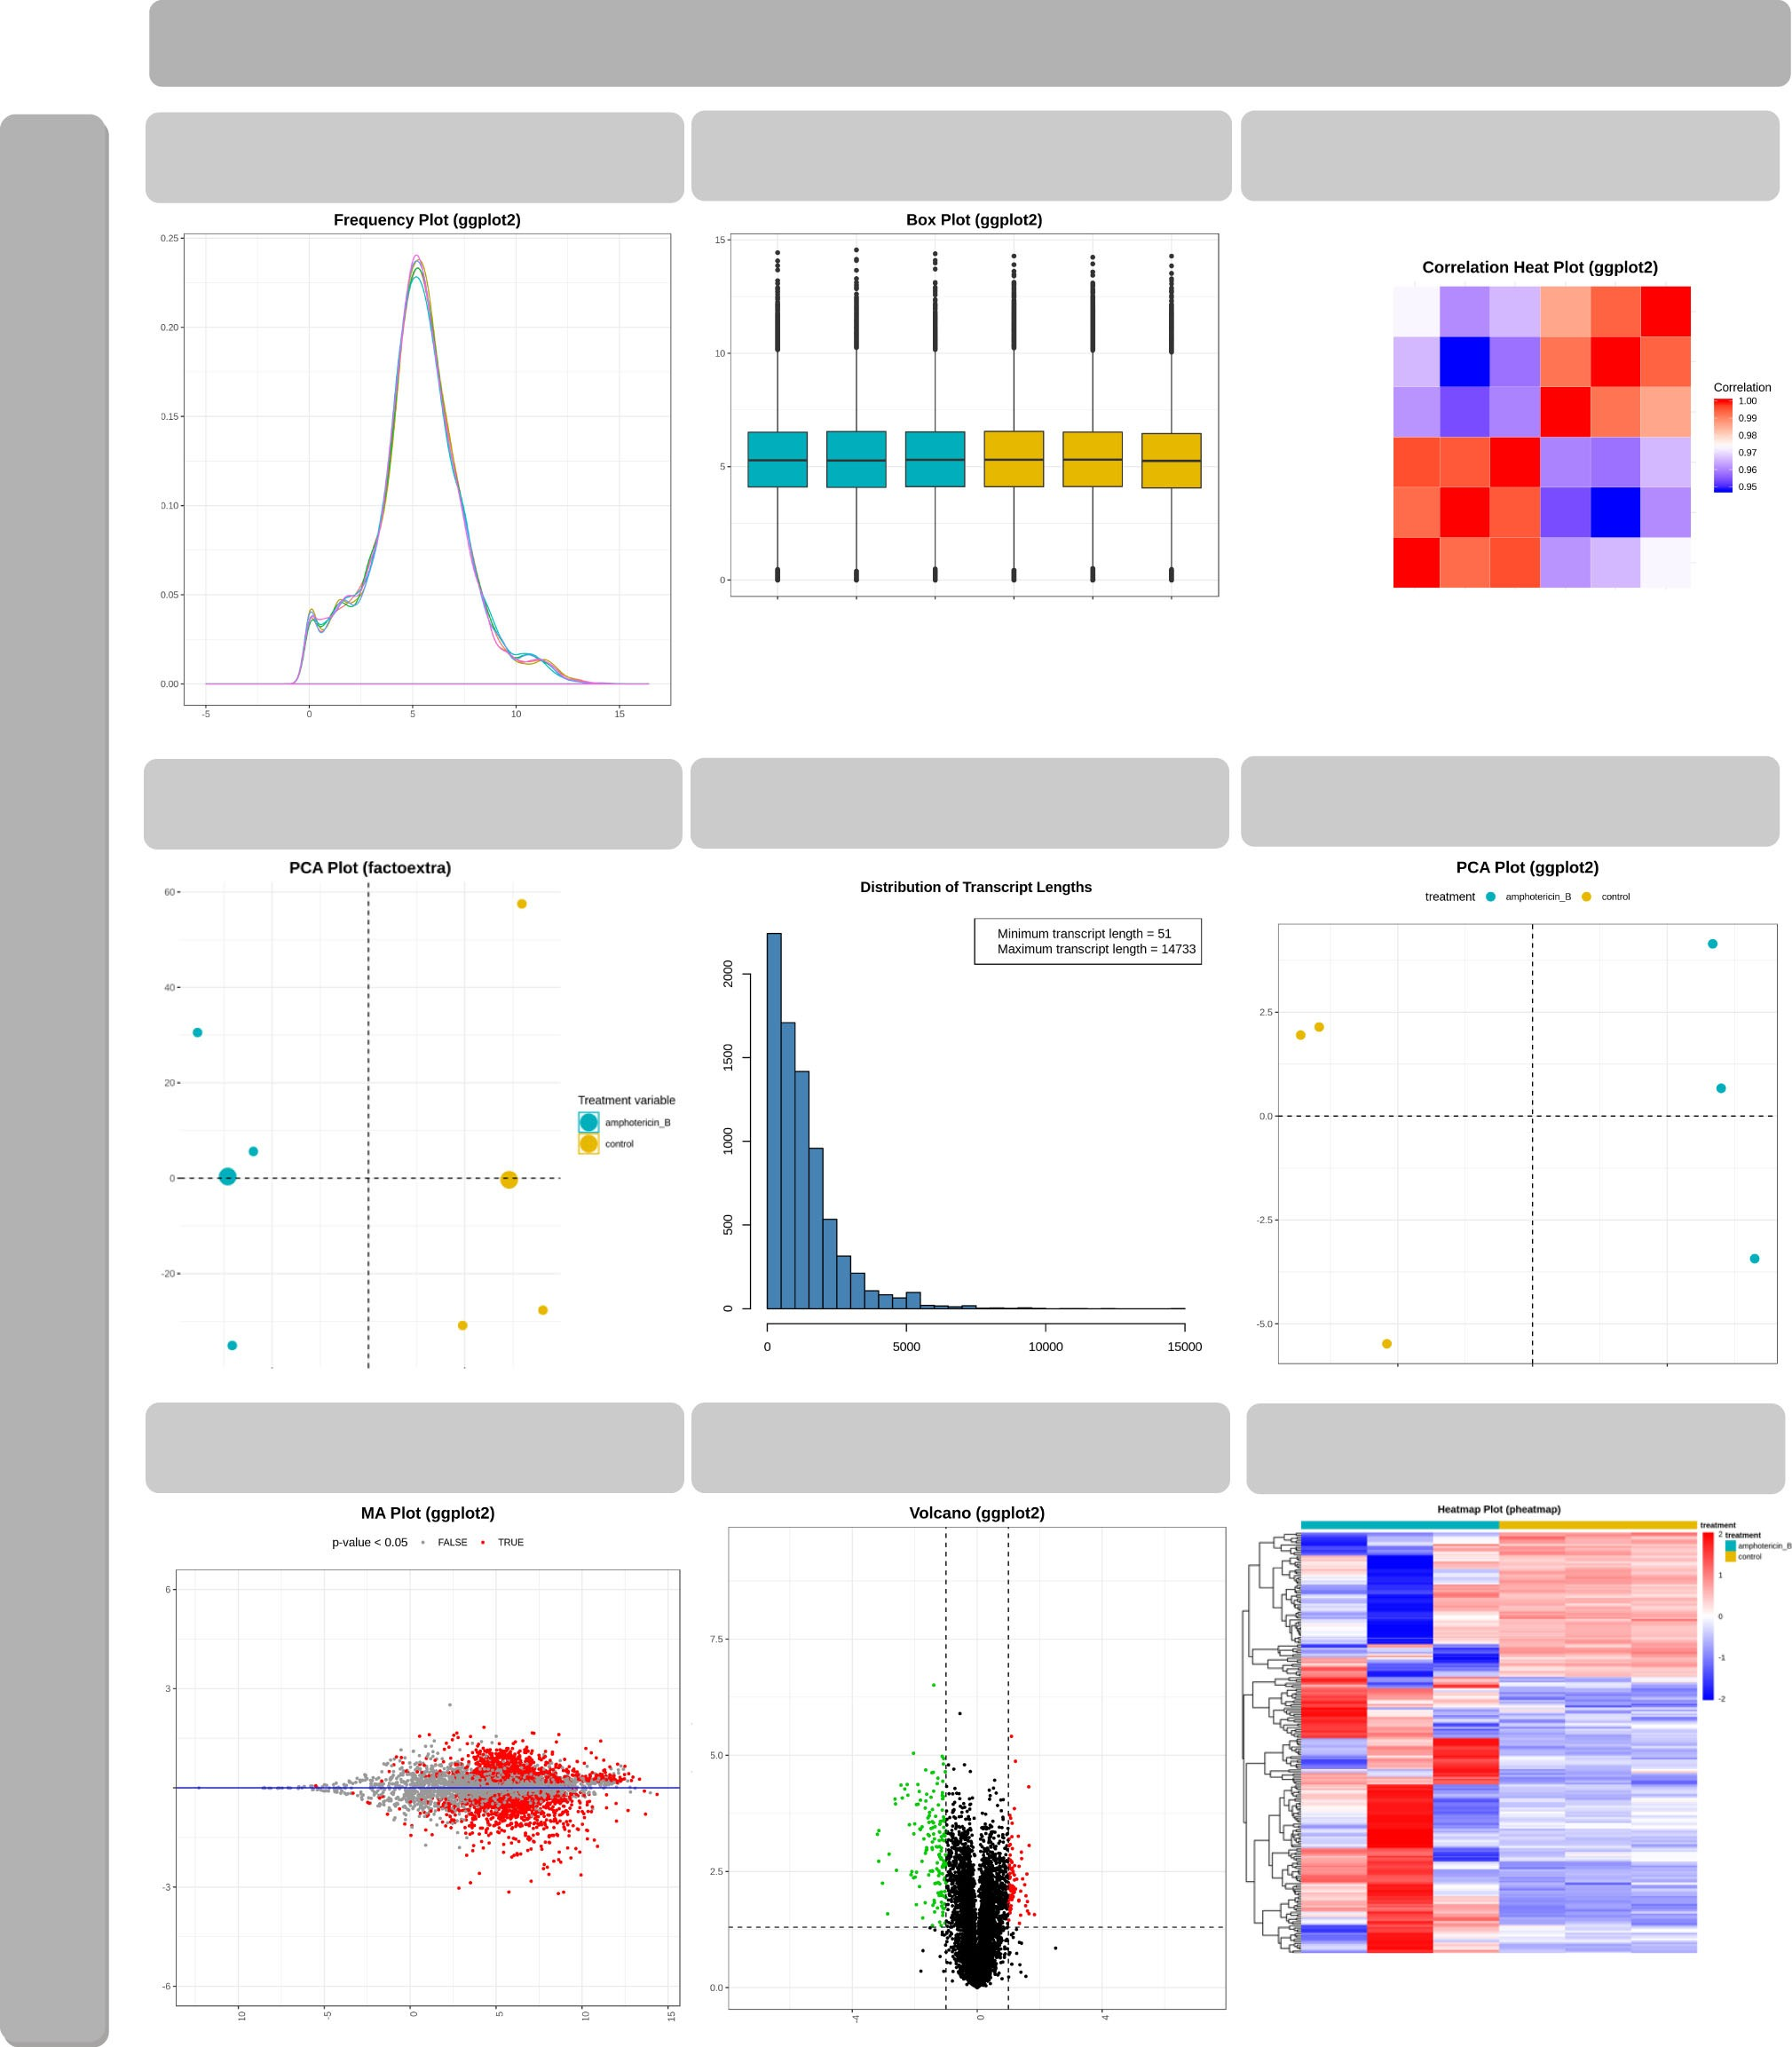 Frequency Plot (ggplot2)
0.25
0.20
0.15
0.10
0.05
0.00
-5 0 5 10 15
Box Plot (ggplot2)
15
10
5
0
Correlation Heat Plot (ggplot2)
Correlation
1.00
0.99
0.98
0.97
0.96
0.95
PCA Plot (factoextra)
60
40
20
0
-20
Treatment variable
amphotericin_B
control
Distribution of Transcript Lengths
Minimum transcript length = 51
Maximum transcript length = 14733
2000
1500
1000
500
0
0 5000 10000 15000
PCA Plot (ggplot2)
treatment amphotericin_B control
2.5
0.0
-2.5
-5.0
MA Plot (ggplot2)
p-value < 0.05 FALSE TRUE
6
3
-3
-6
10 -5 0 5 10 15
Volcano (ggplot2)
7.5
5.0
2.5
0.0
-4 0 4
Heatmap Plot (pheatmap)
treatment
2 treatment
amphotericin_B
control
1
0
-1
-2